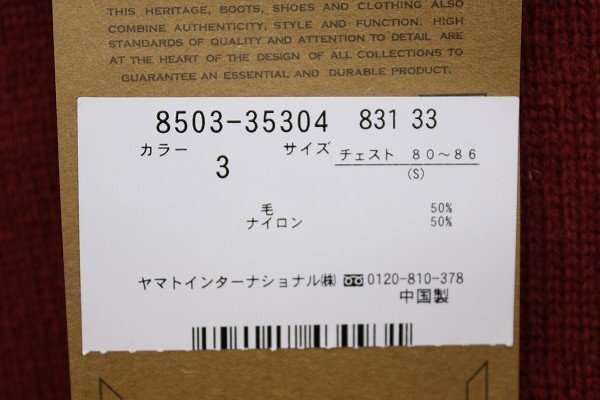 THIS HERITAGE, BOOTS, SHOES AND CLOTHING ALSO
COMBINE AUTHENTICITY, STYLE AND FUNCTION. HIGH
STANDARDS OF QUALITY AND ATTENTION TO DETAIL ARE
AT THE HEART OF THE DESIGN OF ALL COLLECTIONS TO
GUARANTEE AN ESSENTIAL AND DURABLE PRODUCT.
8503-35304 831 33
カラー 3 サイズ チェスト 80～86
(S)
毛 50%
ナイロン 50%
ヤマトインターナショナル㈱ 0120-810-378
中国製